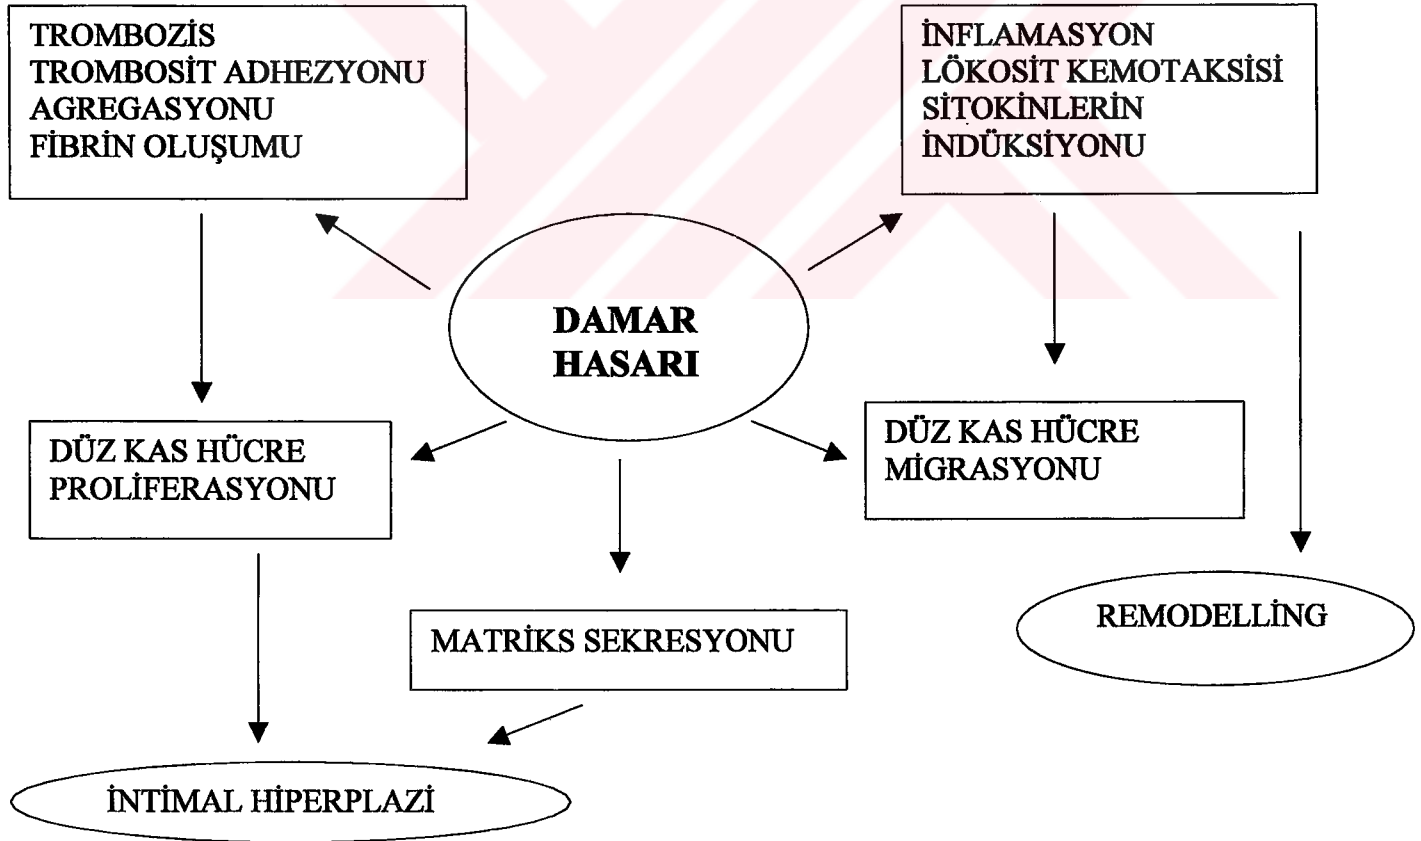 TROMBOZİS
TROMBOSİT ADHEZYONU
AGREGASYONU
FİBRİN OLUŞUMU
İNFLAMASYON
LÖKOSİT KEMOTAKSİSİ
SİTOKİNLERİN
İNDÜKSİYONU
DAMAR
HASARI
DÜZ KAS HÜCRE
PROLİFERASYONU
DÜZ KAS HÜCRE
MİGRASYONU
MATRİKS SEKRESYONU
REMODELLİNG
İNTİMAL HİPERPLAZİ